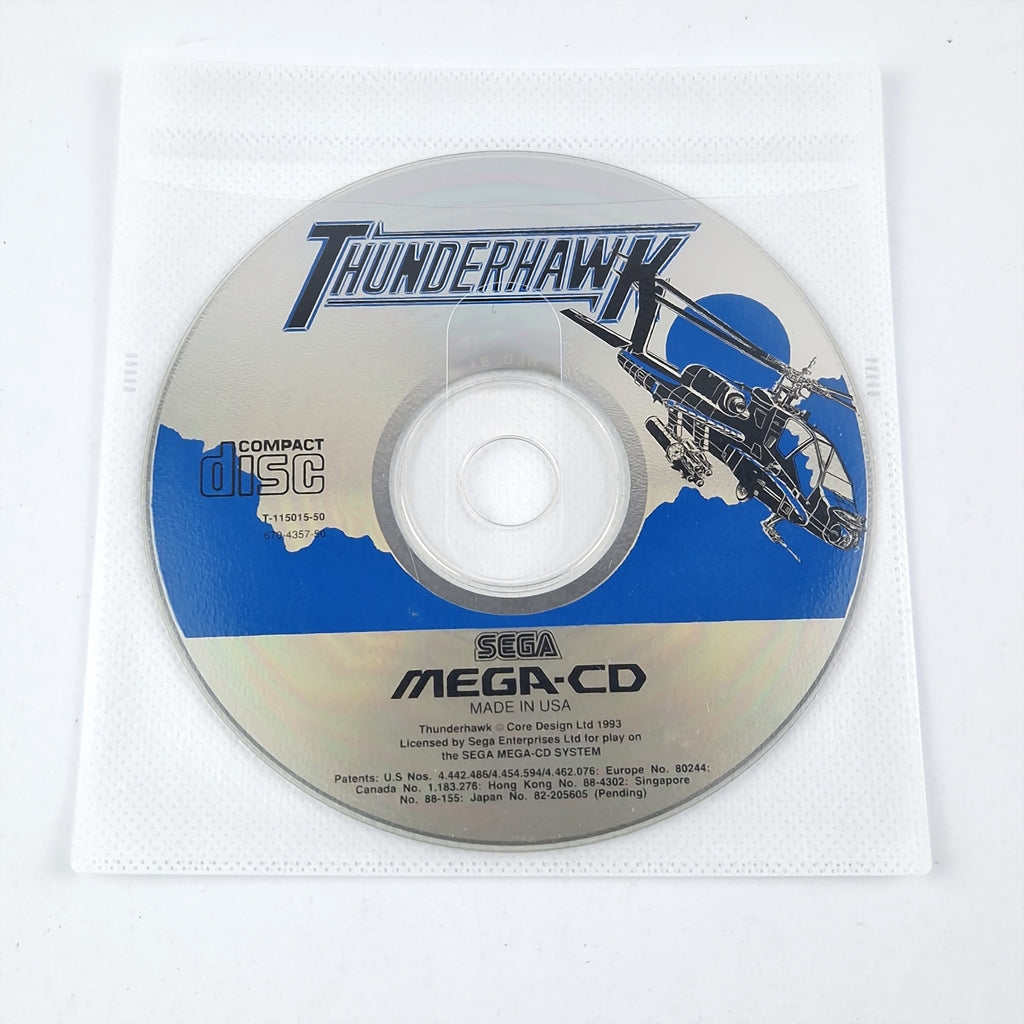 THUNDERHAWK
COMPACT
disc
T-115015-50
670-4357-50
SEGA
MEGA-CD
MADE IN USA
Thunderhawk © Core Design Ltd 1993
Licensed by Sega Enterprises Ltd for play on
the SEGA MEGA-CD SYSTEM
Patents: U.S Nos. 4.442.486/4.454.594/4.462.076: Europe No. 80244:
Canada No. 1.183.276: Hong Kong No. 88-4302: Singapore
No. 88-155: Japan No. 82-205605 (Pending)